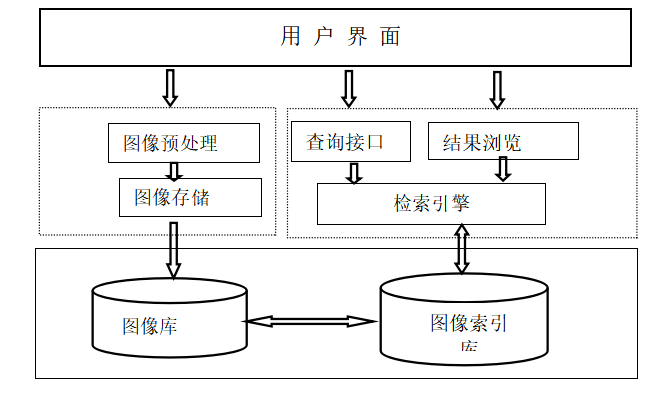 用 户 界 面
图像预处理
查询接口
结果浏览
图像存储
检索引擎
图像库
图像索引
库